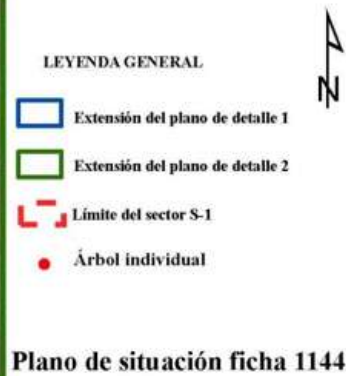 N
LEYENDA GENERAL
Extensión del plano de detalle 1
Extensión del plano de detalle 2
Límite del sector S-1
Árbol individual
Plano de situación ficha 1144